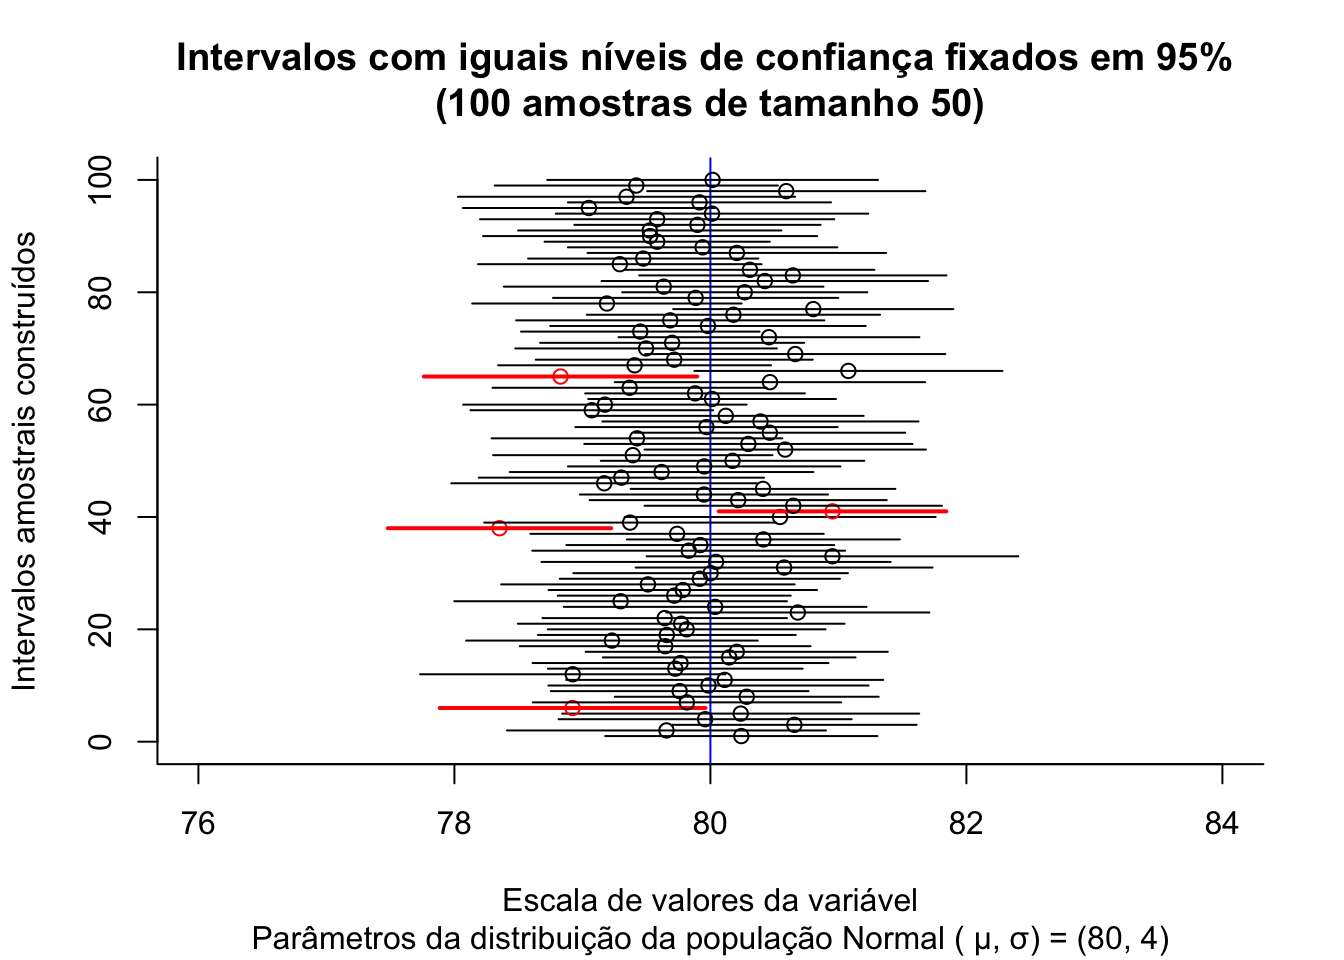 Intervalos com iguais níveis de confiança fixados em 95%
(100 amostras de tamanho 50)
Intervalos amostrais construídos
100
80
60
40
20
0
76 78 80 82 84
Escala de valores da variável
Parâmetros da distribuição da população Normal ( μ, σ) = (80, 4)